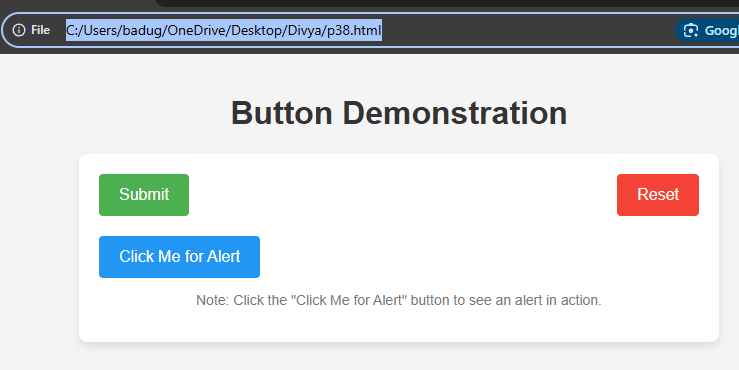 File C:/Users/badug/OneDrive/Desktop/Divya/p38.html Googl
Button Demonstration
Submit Reset
Click Me for Alert
Note: Click the "Click Me for Alert" button to see an alert in action.